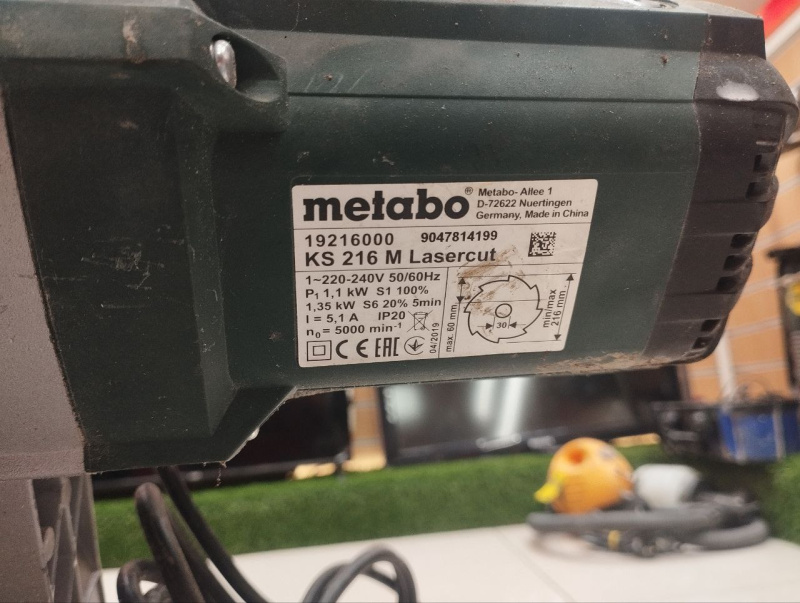 metabo® Metabo- Allee 1
D-72622 Nuertingen
Germany, Made in China
19216000 9047814199
KS 216 M Lasercut
1~220-240V 50/60Hz
P1 1,1 kW S1 100%
1,35 kW S6 20% 5min
I = 5,1 A IP20
n0 = 5000 min-1
CE EAC
04/2019
max. 60 mm
30
min/max
216 mm